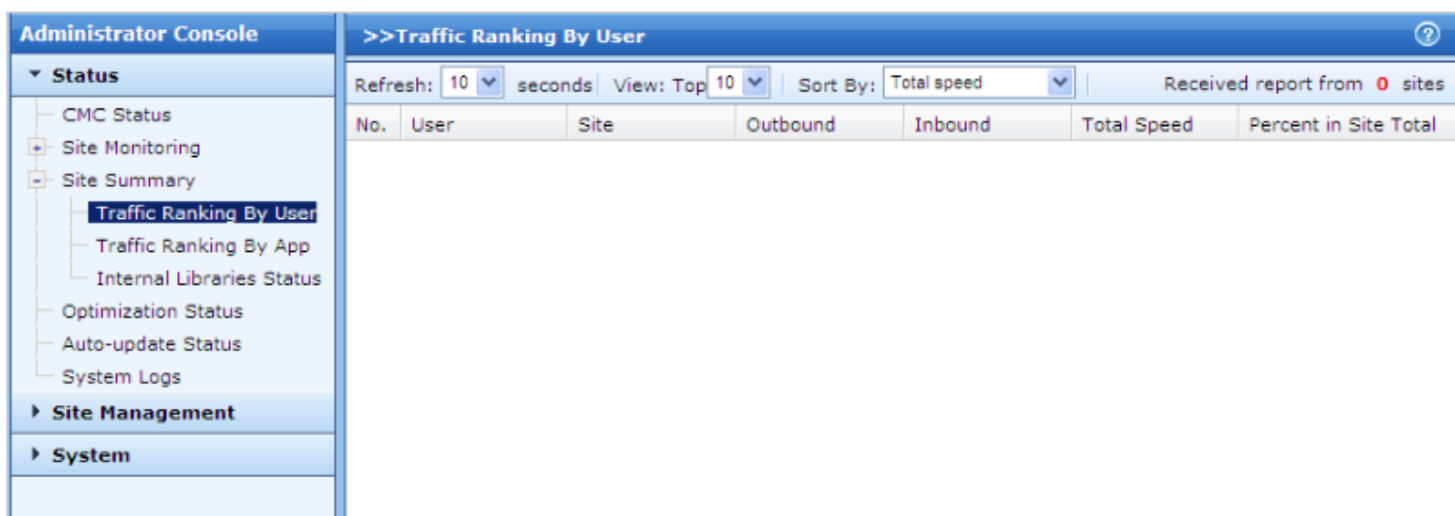 Administrator Console
Status
CMC Status
Site Monitoring
Site Summary
Traffic Ranking By User
Traffic Ranking By App
Internal Libraries Status
Optimization Status
Auto-update Status
System Logs
Site Management
System
>>Traffic Ranking By User
Refresh: 10 seconds View: Top 10 Sort By: Total speed Received report from 0 sites
No. User Site Outbound Inbound Total Speed Percent in Site Total